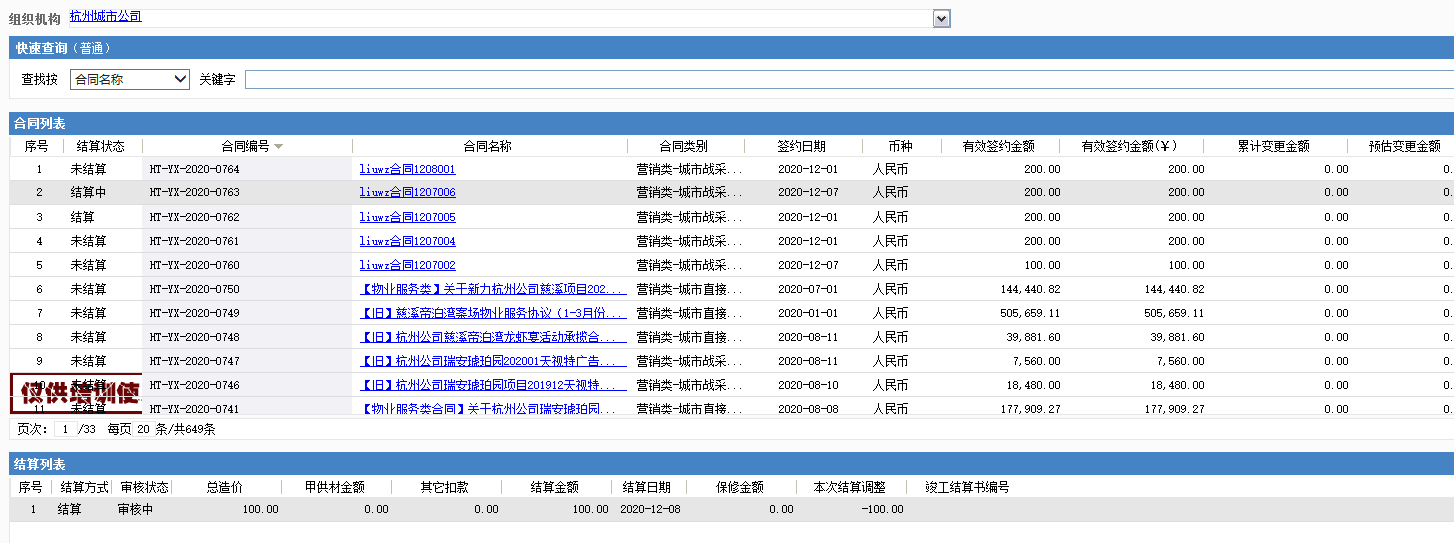 组织机构 杭州城市公司
快速查询（普通）
查找按 合同名称 关键字
合同列表
序号 结算状态 合同编号 合同名称 合同类别 签约日期 币种 有效签约金额 有效签约金额(¥) 累计变更金额 预估变更金额
1 未结算 HT-YX-2020-0764 liuwz合同1208001 营销类-城市战采... 2020-12-01 人民币 200.00 200.00 0.00 0.
2 结算中 HT-YX-2020-0763 liuwz合同1207006 营销类-城市战采... 2020-12-07 人民币 200.00 200.00 0.00 0.
3 结算 HT-YX-2020-0762 liuwz合同1207005 营销类-城市战采... 2020-12-01 人民币 200.00 200.00 0.00 0.
4 未结算 HT-YX-2020-0761 liuwz合同1207004 营销类-城市战采... 2020-12-01 人民币 200.00 200.00 0.00 0.
5 未结算 HT-YX-2020-0760 liuwz合同1207002 营销类-城市战采... 2020-12-07 人民币 100.00 100.00 0.00 0.
6 未结算 HT-YX-2020-0750 【物业服务类】关于新力杭州公司慈溪项目202... 营销类-城市直接... 2020-07-01 人民币 144,440.82 144,440.82 0.00 0.
7 未结算 HT-YX-2020-0749 【旧】慈溪帝泊湾案场物业服务协议（1-3月份... 营销类-城市直接... 2020-01-01 人民币 505,659.11 505,659.11 0.00 0.
8 未结算 HT-YX-2020-0748 【旧】杭州公司慈溪帝泊湾龙虾宴活动承揽合... 营销类-城市直接... 2020-08-11 人民币 39,881.60 39,881.60 0.00 0.
9 未结算 HT-YX-2020-0747 【旧】杭州公司瑞安琥珀园202001天视特广告... 营销类-城市直接... 2020-08-11 人民币 7,560.00 7,560.00 0.00 0.
10 未结算 HT-YX-2020-0746 【旧】杭州公司瑞安琥珀园项目201912天视特... 营销类-城市直接... 2020-08-10 人民币 18,480.00 18,480.00 0.00 0.
仅供培训使
11 未结算 HT-YX-2020-0741 【物业服务类合同】关于杭州公司瑞安琥珀园... 营销类-城市直接... 2020-08-08 人民币 177,909.27 177,909.27 0.00 0.
页次： 1 /33 每页 20 条/共649条
结算列表
序号 结算方式 审核状态 总造价 甲供材金额 其它扣款 结算金额 结算日期 保修金额 本次结算调整 竣工结算书编号
1 结算 审核中 100.00 0.00 0.00 100.00 2020-12-08 0.00 -100.00